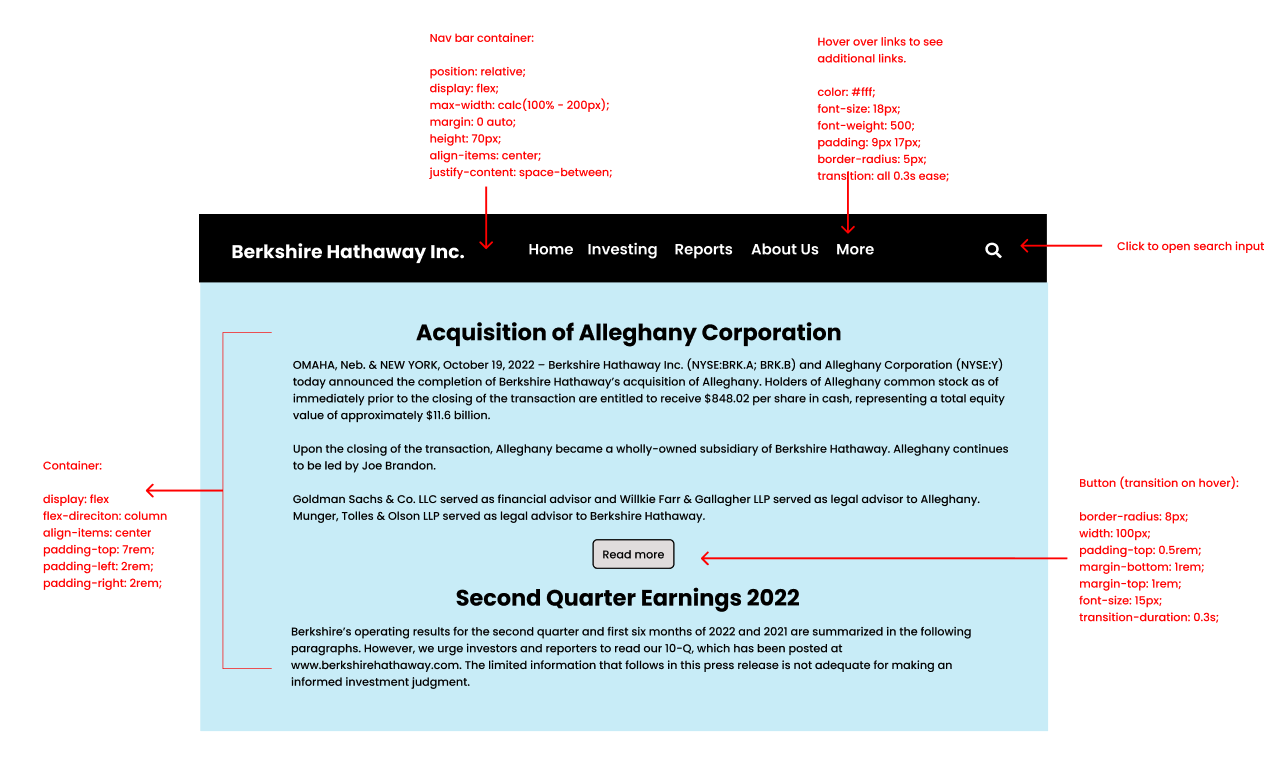 Nav bar container:
position: relative;
display: flex;
max-width: calc(100% - 200px);
margin: 0 auto;
height: 70px;
align-items: center;
justify-content: space-between;
Hover over links to see
additional links.
color: #fff;
font-size: 18px;
font-weight: 500;
padding: 9px 17px;
border-radius: 5px;
transition: all 0.3s ease;
Berkshire Hathaway Inc. Home Investing Reports About Us More
Click to open search input
Acquisition of Alleghany Corporation
OMAHA, Neb. & NEW YORK, October 19, 2022 – Berkshire Hathaway Inc. (NYSE:BRK.A; BRK.B) and Alleghany Corporation (NYSE:Y)
today announced the completion of Berkshire Hathaway’s acquisition of Alleghany. Holders of Alleghany common stock as of
immediately prior to the closing of the transaction are entitled to receive $848.02 per share in cash, representing a total equity
value of approximately $11.6 billion.
Upon the closing of the transaction, Alleghany became a wholly-owned subsidiary of Berkshire Hathaway. Alleghany continues
to be led by Joe Brandon.
Goldman Sachs & Co. LLC served as financial advisor and Willkie Farr & Gallagher LLP served as legal advisor to Alleghany.
Munger, Tolles & Olson LLP served as legal advisor to Berkshire Hathaway.
Read more
Second Quarter Earnings 2022
Berkshire’s operating results for the second quarter and first six months of 2022 and 2021 are summarized in the following
paragraphs. However, we urge investors and reporters to read our 10-Q, which has been posted at
www.berkshirehathaway.com. The limited information that follows in this press release is not adequate for making an
informed investment judgment.
Container:
display: flex
flex-direciton: column
align-items: center
padding-top: 7rem;
padding-left: 2rem;
padding-right: 2rem;
Button (transition on hover):
border-radius: 8px;
width: 100px;
padding-top: 0.5rem;
margin-bottom: 1rem;
margin-top: 1rem;
font-size: 15px;
transition-duration: 0.3s;